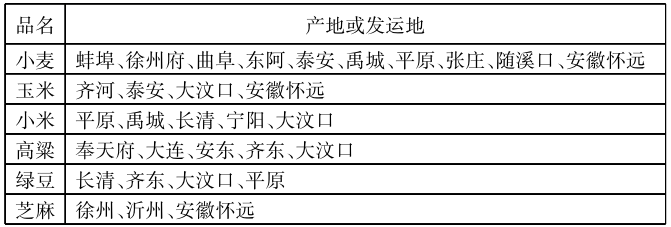 品名 产地或发运地
小麦 蚌埠、徐州府、曲阜、东阿、泰安、禹城、平原、张庄、随溪口、安徽怀远
玉米 齐河、泰安、大汶口、安徽怀远
小米 平原、禹城、长清、宁阳、大汶口
高粱 奉天府、大连、安东、齐东、大汶口
绿豆 长清、齐东、大汶口、平原
芝麻 徐州、沂州、安徽怀远